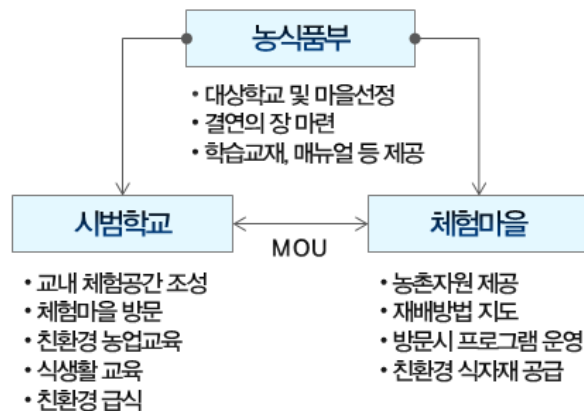 농식품부
• 대상학교 및 마을선정
• 결연의 장 마련
• 학습교재, 매뉴얼 등 제공
시범학교
MOU
체험마을
• 교내 체험공간 조성
• 체험마을 방문
• 친환경 농업교육
• 식생활 교육
• 친환경 급식
• 농촌자원 제공
• 재배방법 지도
• 방문시 프로그램 운영
• 친환경 식자재 공급